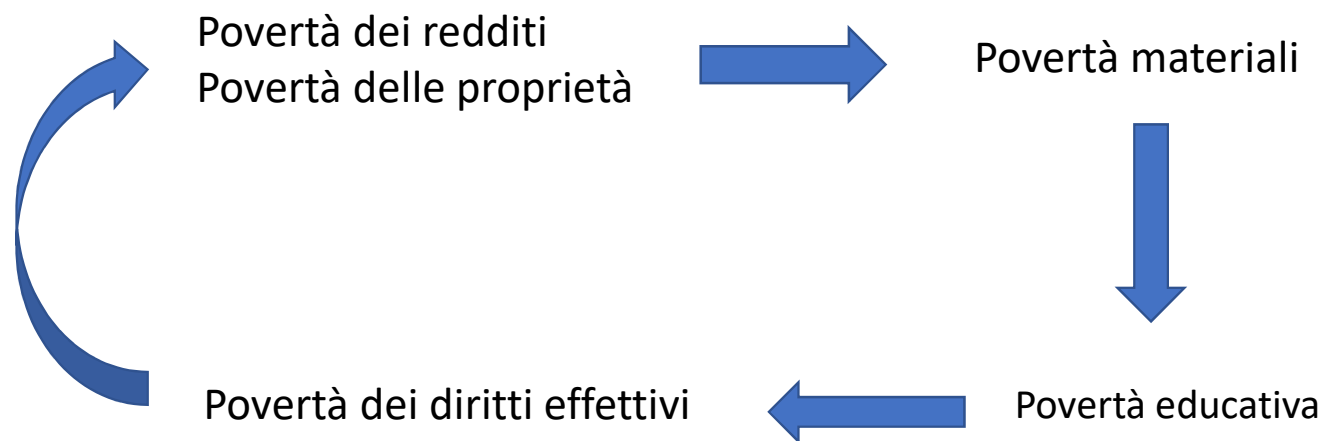 Povertà dei redditi
Povertà delle proprietà
Povertà materiali
Povertà educativa
Povertà dei diritti effettivi